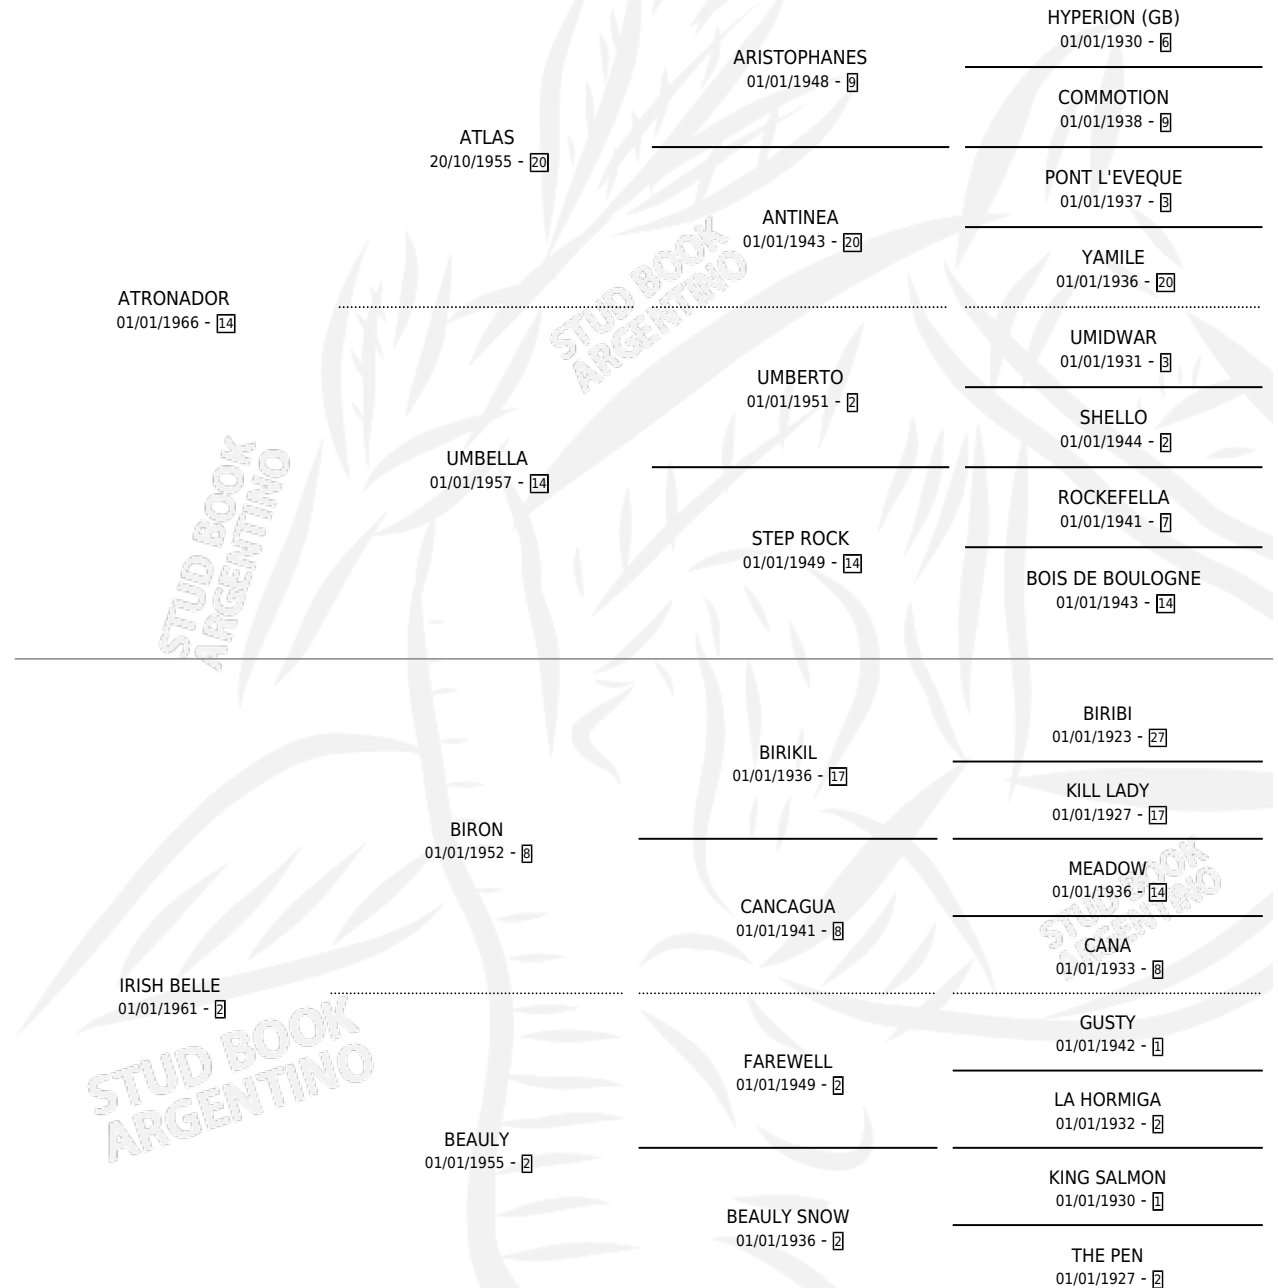 HYPERION (GB)
01/01/1930 - 6
ARISTOPHANES
01/01/1948 - 9
COMMOTION
01/01/1938 - 9
ATLAS
20/10/1955 - 20
PONT L'EVEQUE
01/01/1937 - 3
ANTINEA
01/01/1943 - 20
YAMILE
01/01/1936 - 20
ATRONADOR
01/01/1966 - 14
UMIDWAR
01/01/1931 - 3
UMBERTO
01/01/1951 - 2
SHELLO
01/01/1944 - 2
UMBELLA
01/01/1957 - 14
ROCKEFELLA
01/01/1941 - 7
STEP ROCK
01/01/1949 - 14
BOIS DE BOULOGNE
01/01/1943 - 14
BIRIBI
01/01/1923 - 27
BIRIKIL
01/01/1936 - 17
KILL LADY
01/01/1927 - 17
BIRON
01/01/1952 - 8
MEADOW
01/01/1936 - 14
CANCAGUA
01/01/1941 - 8
CANA
01/01/1933 - 8
IRISH BELLE
01/01/1961 - 2
GUSTY
01/01/1942 - 1
FAREWELL
01/01/1949 - 2
LA HORMIGA
01/01/1932 - 2
BEAULY
01/01/1955 - 2
KING SALMON
01/01/1930 - 1
BEAULY SNOW
01/01/1936 - 2
THE PEN
01/01/1927 - 2
STUD BOOK
ARGENTINO
STUD BOOK
ARGENTINO
STUD BOOK
ARGENTINO
STUD BOOK
ARGENTINO